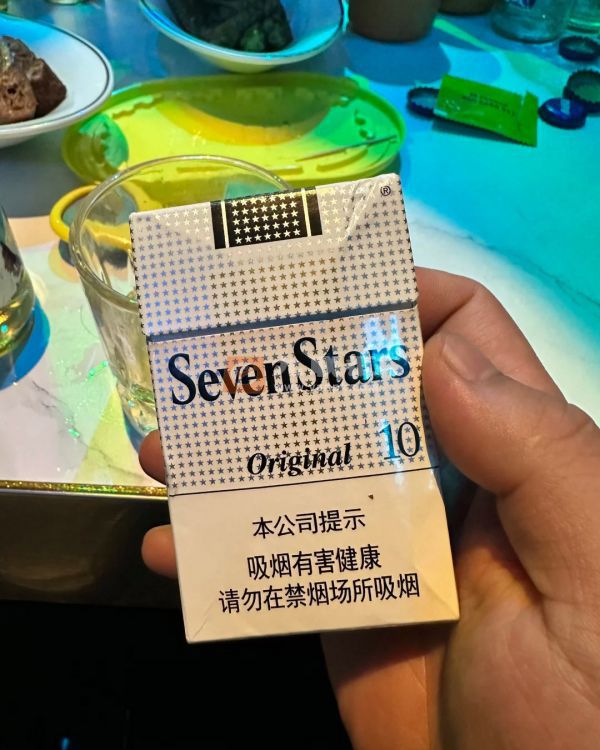 ®
Seven Stars
Original 10
本公司提示
吸烟有害健康
请勿在禁烟场所吸烟